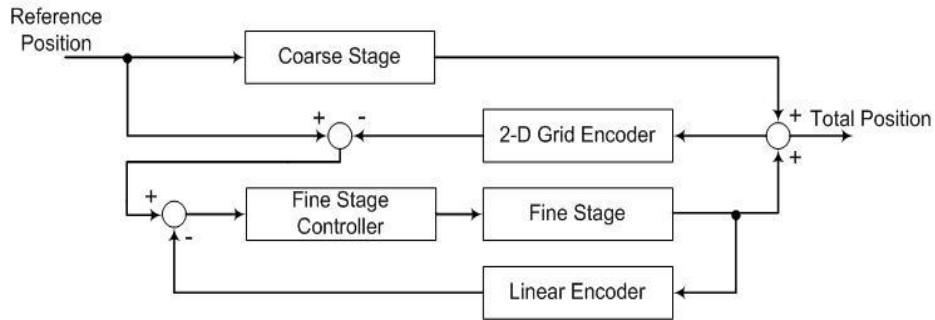 Reference
Position
Coarse Stage
+
-
2-D Grid Encoder
+
Total Position
+
+
Fine Stage
Controller
Fine Stage
-
Linear Encoder